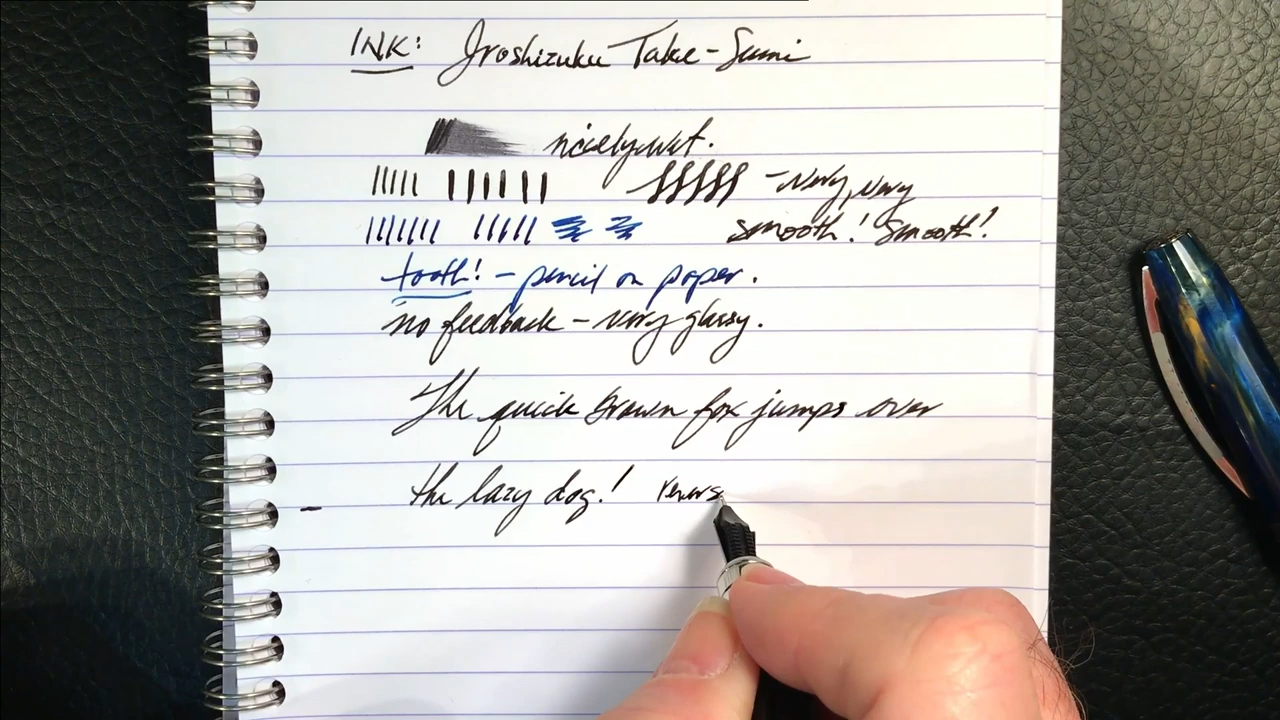 INK: Iroshizuku Take-Sumi
nicely wet.
- Very, very
smooth! Smooth!
tooth! - pencil on paper.
no feedback - very glassy.
The quick brown fox jumps over
the lazy dog! revers